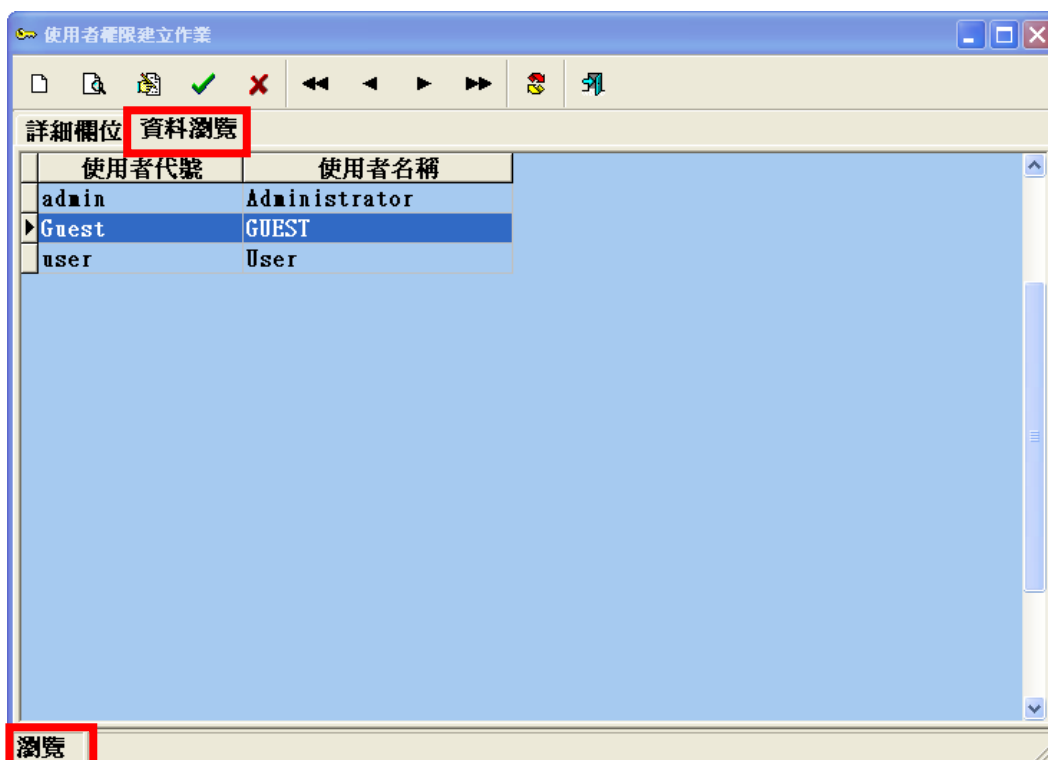 使用者權限建立作業
詳細欄位 資料瀏覽
使用者代號 使用者名稱
admin Administrator
Guest GUEST
user User
瀏覽